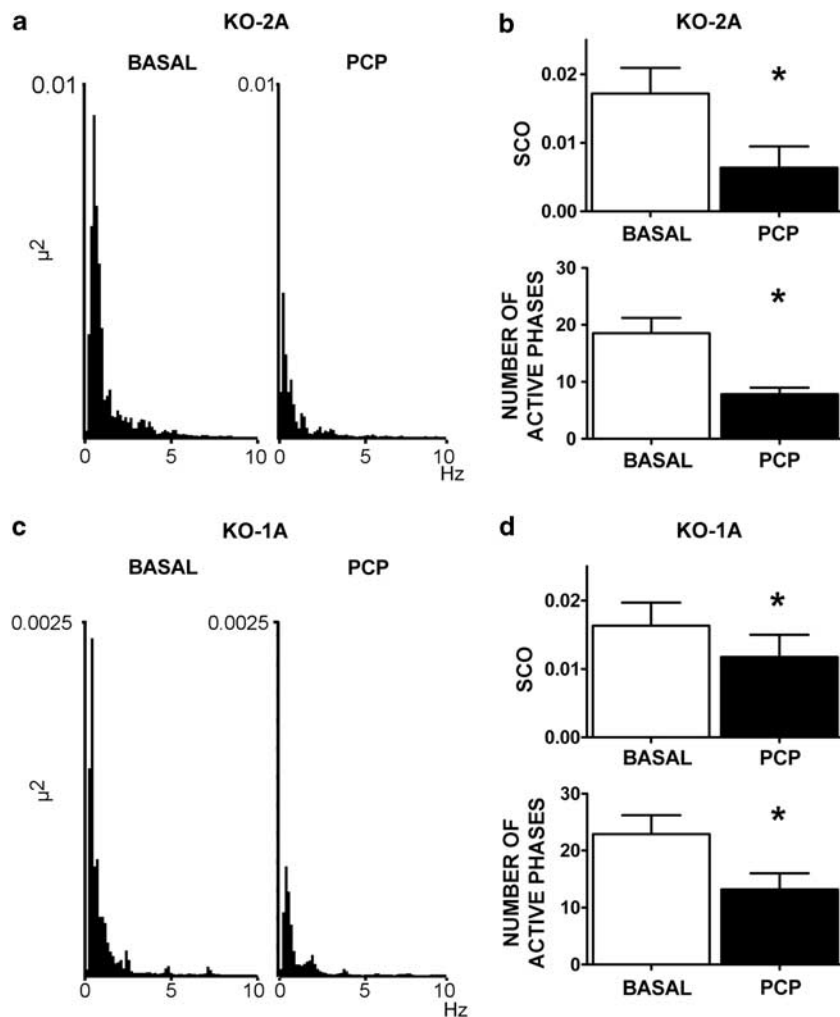 a
KO-2A
BASAL
PCP
0.01
0.01
μ²
0
5
10
0
5
10
Hz
b
KO-2A
0.02
0.01
0.00
SCO
*
BASAL
PCP
30
20
10
0
NUMBER OF
ACTIVE PHASES
*
BASAL
PCP
c
KO-1A
BASAL
PCP
0.0025
0.0025
μ²
0
5
10
0
5
10
Hz
d
KO-1A
0.02
0.01
0.00
SCO
*
BASAL
PCP
30
20
10
0
NUMBER OF
ACTIVE PHASES
*
BASAL
PCP